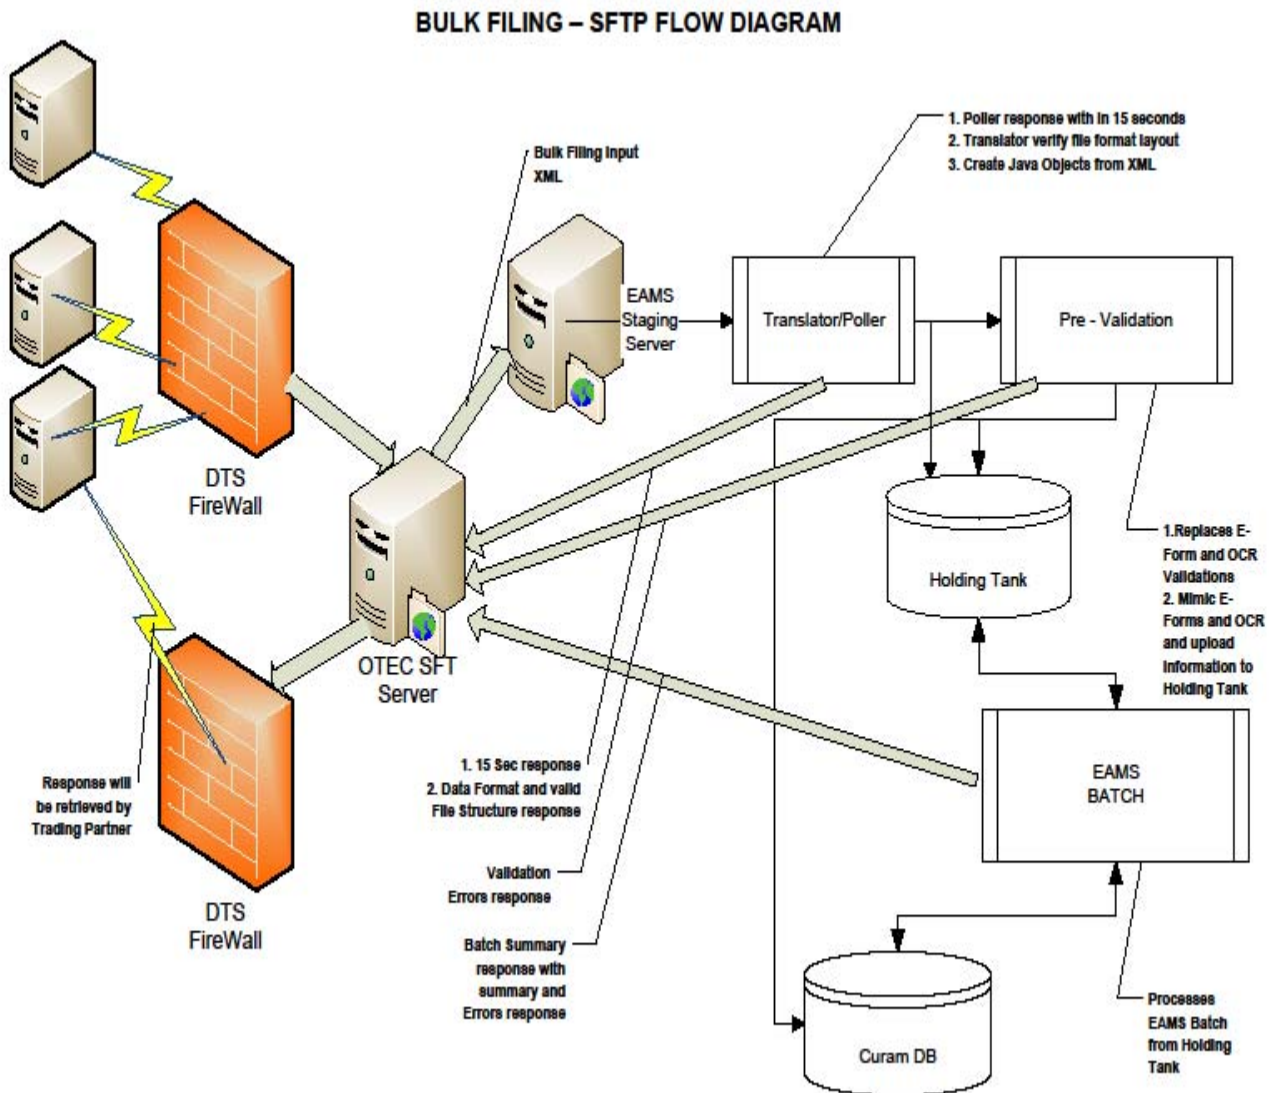 BULK FILING – SFTP FLOW DIAGRAM
1. Poller response with in 15 seconds
2. Translator verify file format layout
3. Create Java Objects from XML
Bulk Filing Input
XML
EAMS
Staging
Server
Translator/Poller
Pre - Validation
DTS
FireWall
Holding Tank
1.Replaces E-
Form and OCR
Validations
2. Mimic E-
Forms and OCR
and upload
Information to
Holding Tank
OTEC SFT
Server
Response will
be retrieved by
Trading Partner
1. 15 Sec response
2. Data Format and valid
File Structure response
EAMS
BATCH
Validation
Errors response
DTS
FireWall
Batch Summary
response with
summary and
Errors response
Processes
EAMS Batch
from Holding
Tank
Curam DB